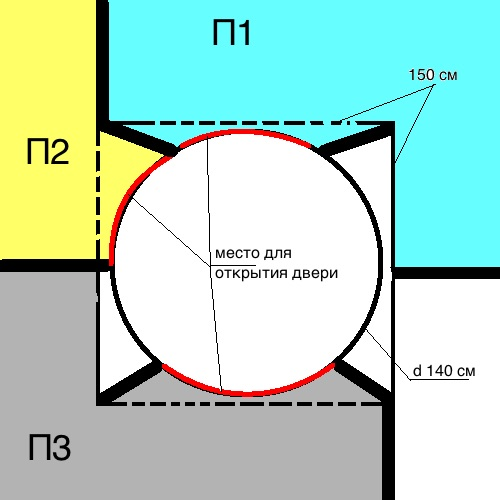 П1
150 см
П2
место для
открытия двери
d 140 см
П3